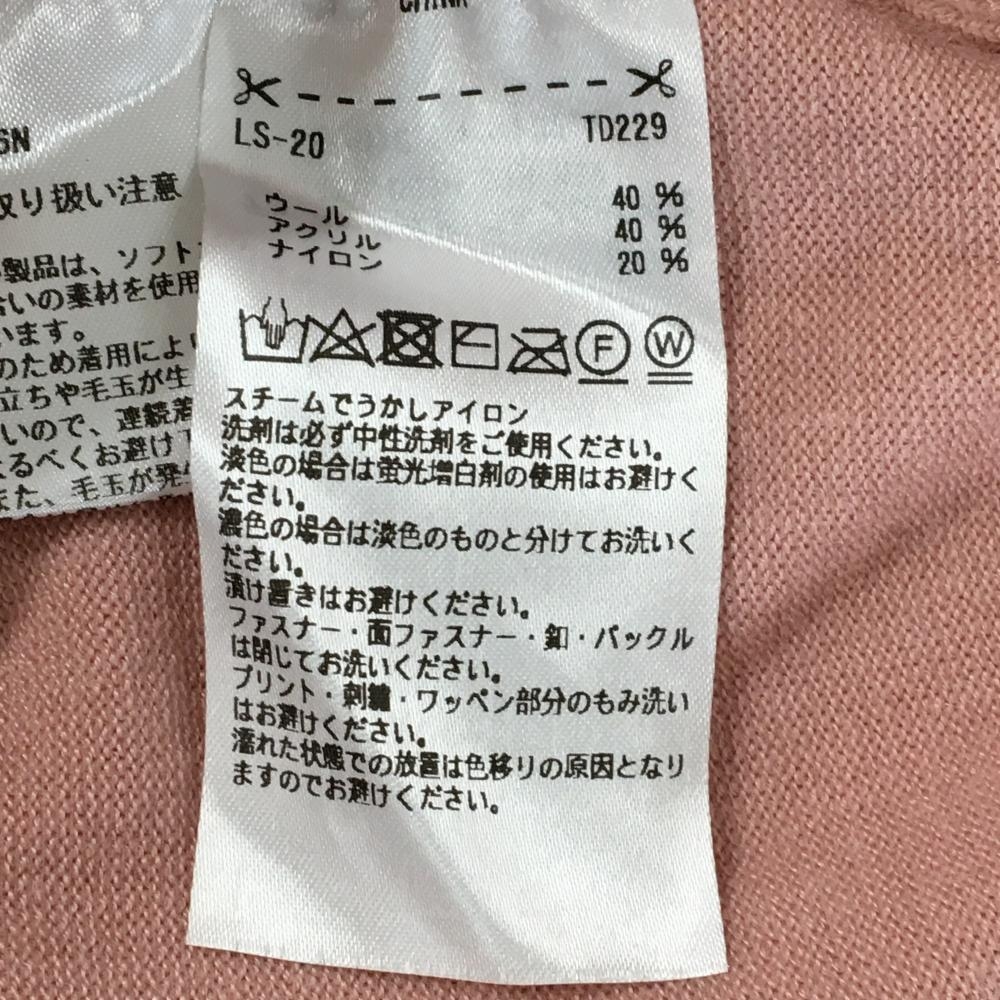 CHINA
LS-20 TD229
ウール 40 %
アクリル 40 %
ナイロン 20 %
F W
スチームでうかしアイロン
洗剤は必ず中性洗剤をご使用ください。
淡色の場合は蛍光増白剤の使用はお避けく
ださい。
濃色の場合は淡色のものと分けてお洗いく
ださい。
漬け置きはお避けください。
ファスナー・面ファスナー・釦・バックル
は閉じてお洗いください。
プリント・刺繍・ワッペン部分のもみ洗い
はお避けください。
濡れた状態での放置は色移りの原因となり
ますのでお避けください。
6N
取り扱い注意
製品は、ソフト
合いの素材を使用
います。
のため着用により
立ちや毛玉が生
いので、連続着
なるべくお避け下
また、毛玉が発生